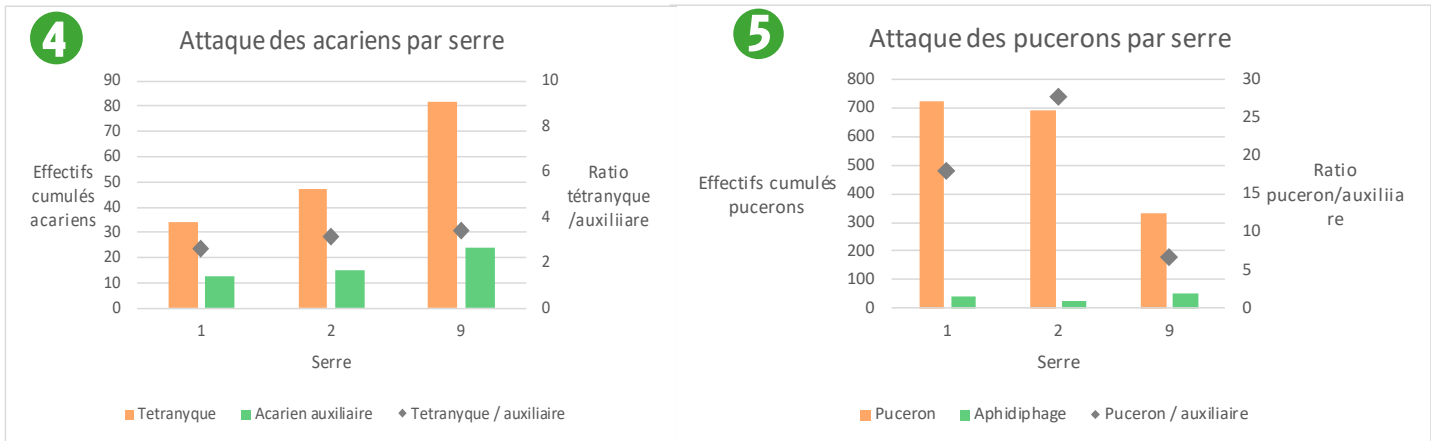 4
Attaque des acariens par serre
90
80
70
60
50
40
30
20
10
0
Effectifs
cumulés
acariens
10
8
6
4
2
0
Ratio
tétranyque
/auxiliiare
1 2 9
Serre
Tetranyque Acarien auxiliaire Tetranyque / auxiliaire
5
Attaque des pucerons par serre
800
700
600
500
400
300
200
100
0
Effectifs cumulés
pucerons
30
25
20
15
10
5
0
Ratio
puceron/auxiliia
re
1 2 9
Serre
Puceron Aphidiphage Puceron / auxiliaire